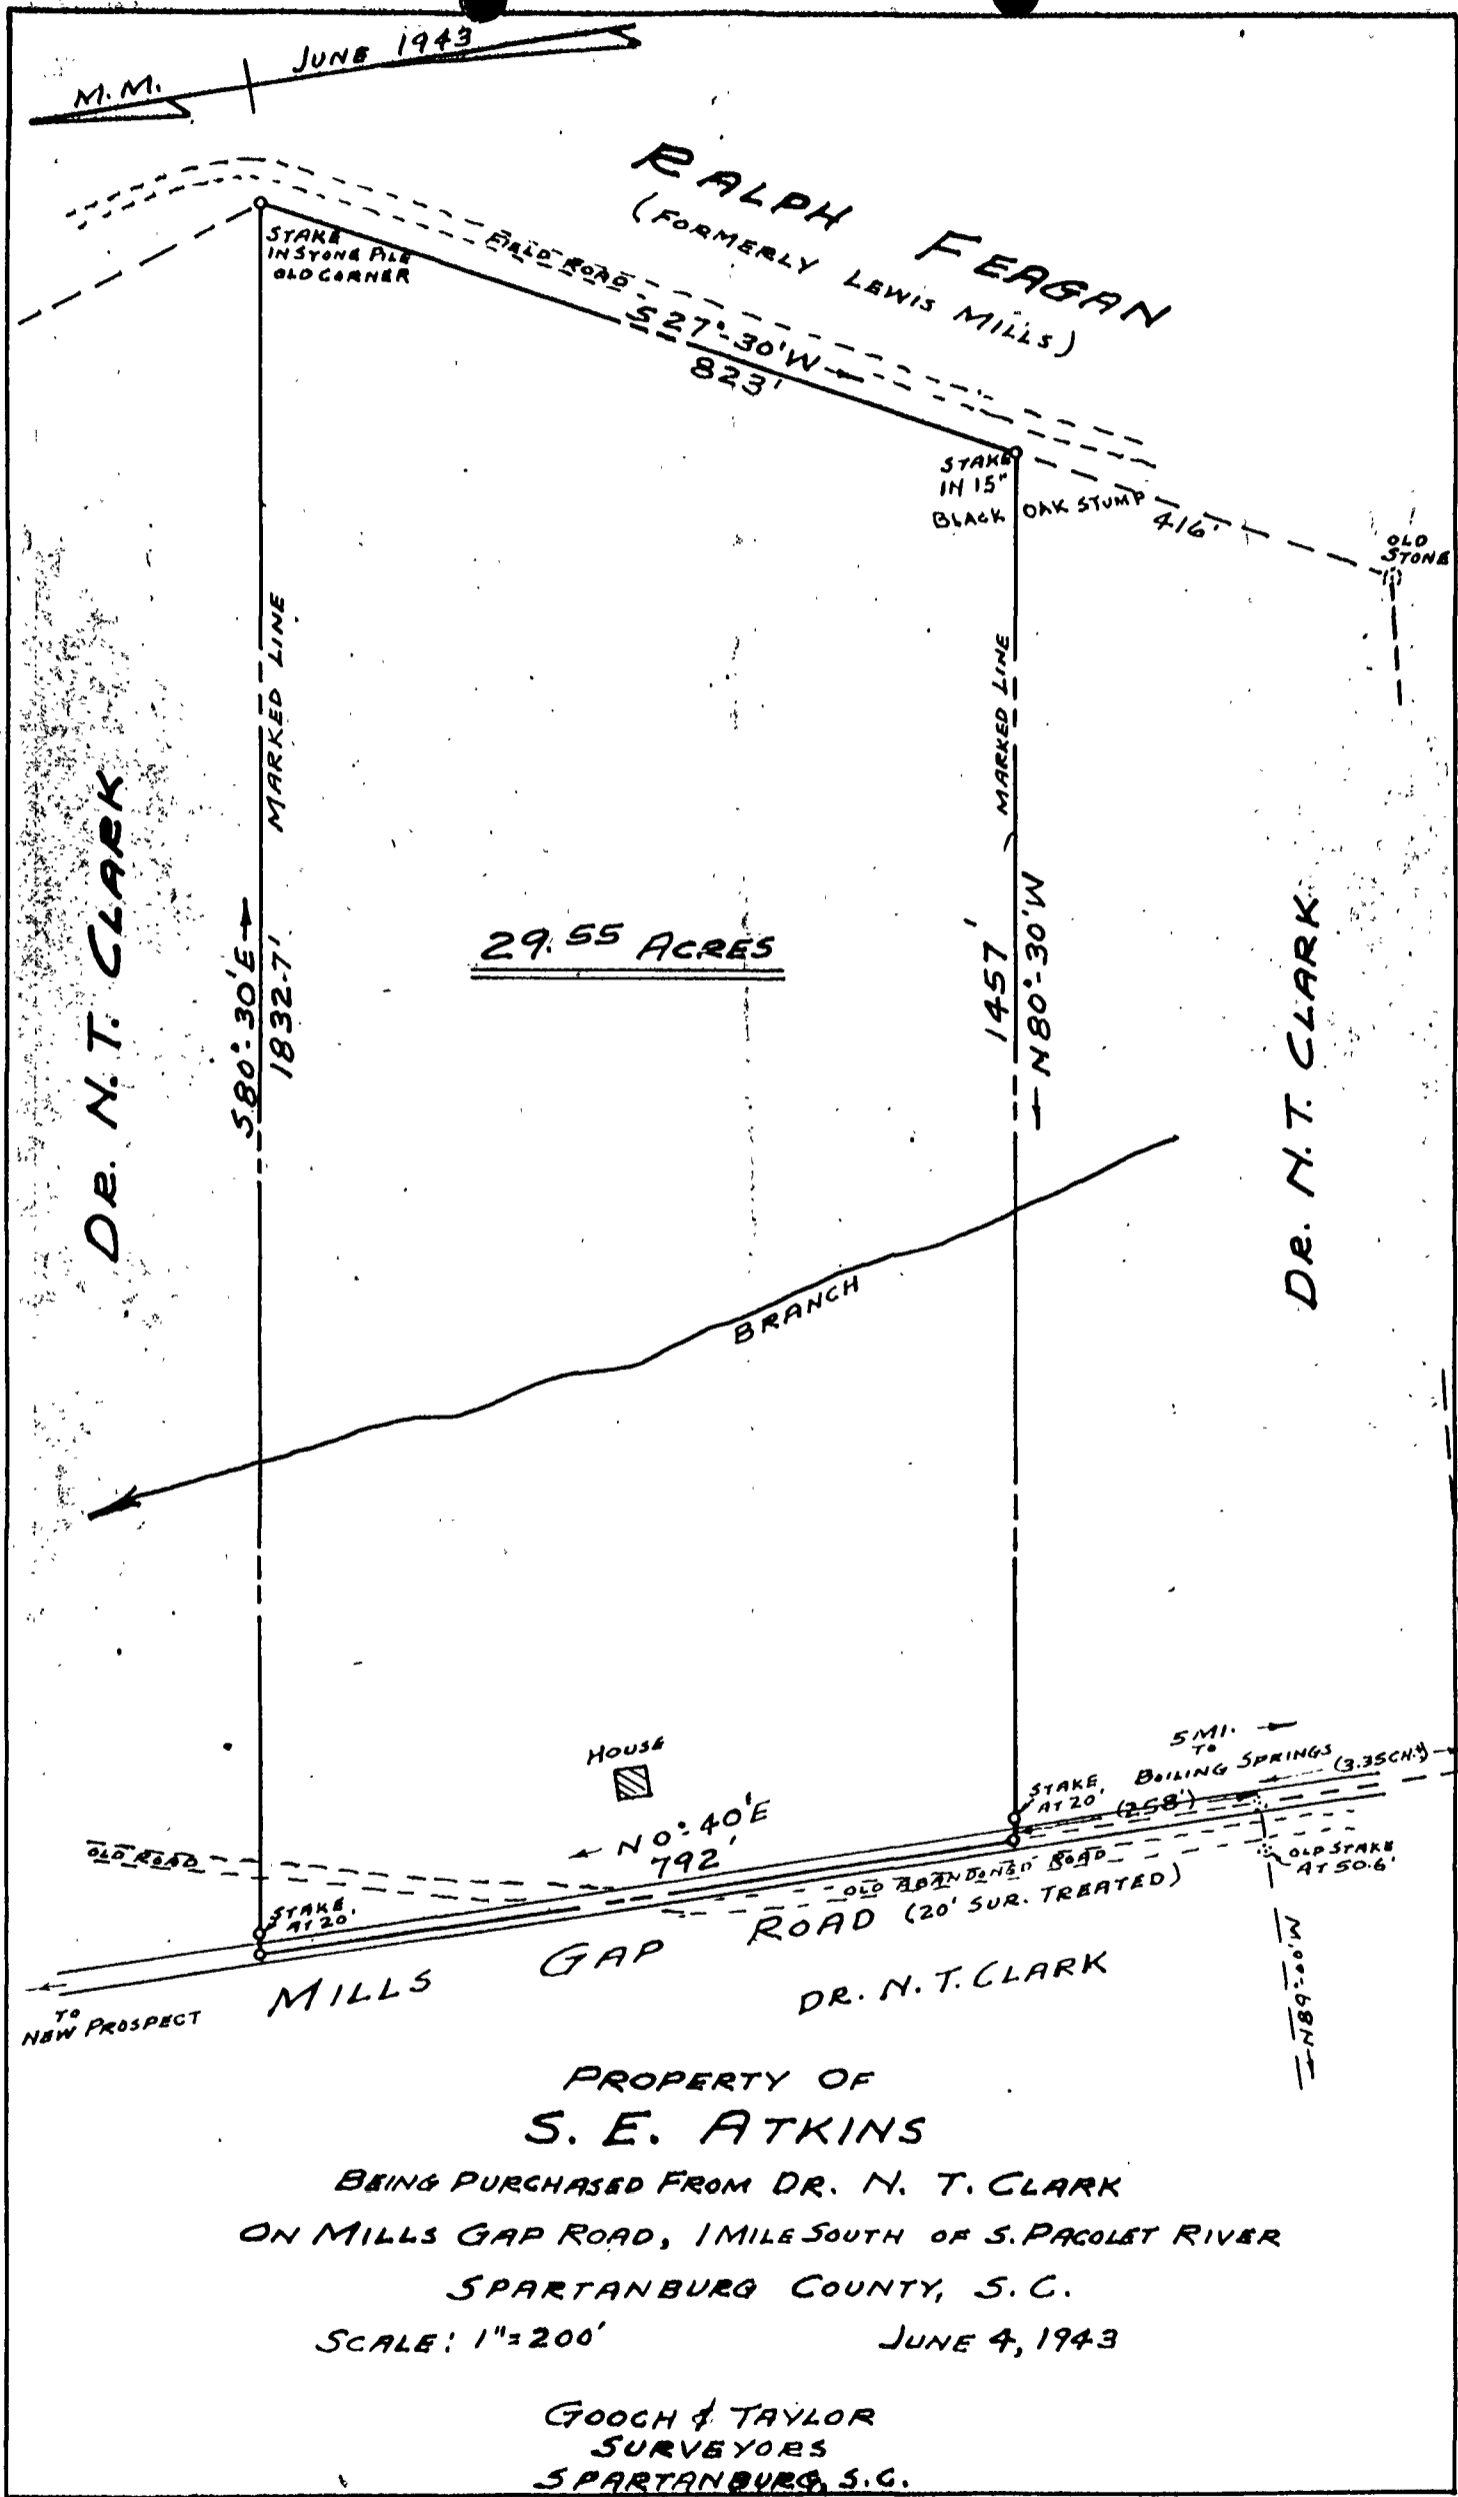 JUNE 1943
M.M.
RALPH FEAGAN
(FORMERLY LEWIS MILLS)
FIELD ROAD
STAKE
IN STONE PILE
OLD CORNER
S 27°-30'W
823'
STAKE
IN 15"
BLACK OAK STUMP
416'
OLD
STONE
MARKED LINE
MARKED LINE
DR. N.T. CLARK
S80°-30'E
1832.7'
29.55 ACRES
1457'
N80°-30'W
DR. N.T. CLARK
BRANCH
HOUSE
5 MI.
TO
BOILING SPRINGS
(3.35CH.)
STAKE
AT 20'
(258')
N 0°-40'E
792'
OLD ROAD
OLD ABANDONED ROAD
OLD STAKE
AT 50.6'
STAKE
AT 20'
MILLS GAP ROAD (20' SUR. TREATED)
N89°-00'W
DR. N.T. CLARK
TO
NEW PROSPECT
PROPERTY OF
S. E. ATKINS
BEING PURCHASED FROM DR. N. T. CLARK
ON MILLS GAP ROAD, 1 MILE SOUTH OF S. PACOLET RIVER
SPARTANBURG COUNTY, S.C.
SCALE: 1"=200' JUNE 4, 1943
GOOCH & TAYLOR
SURVEYORS
SPARTANBURG, S.C.